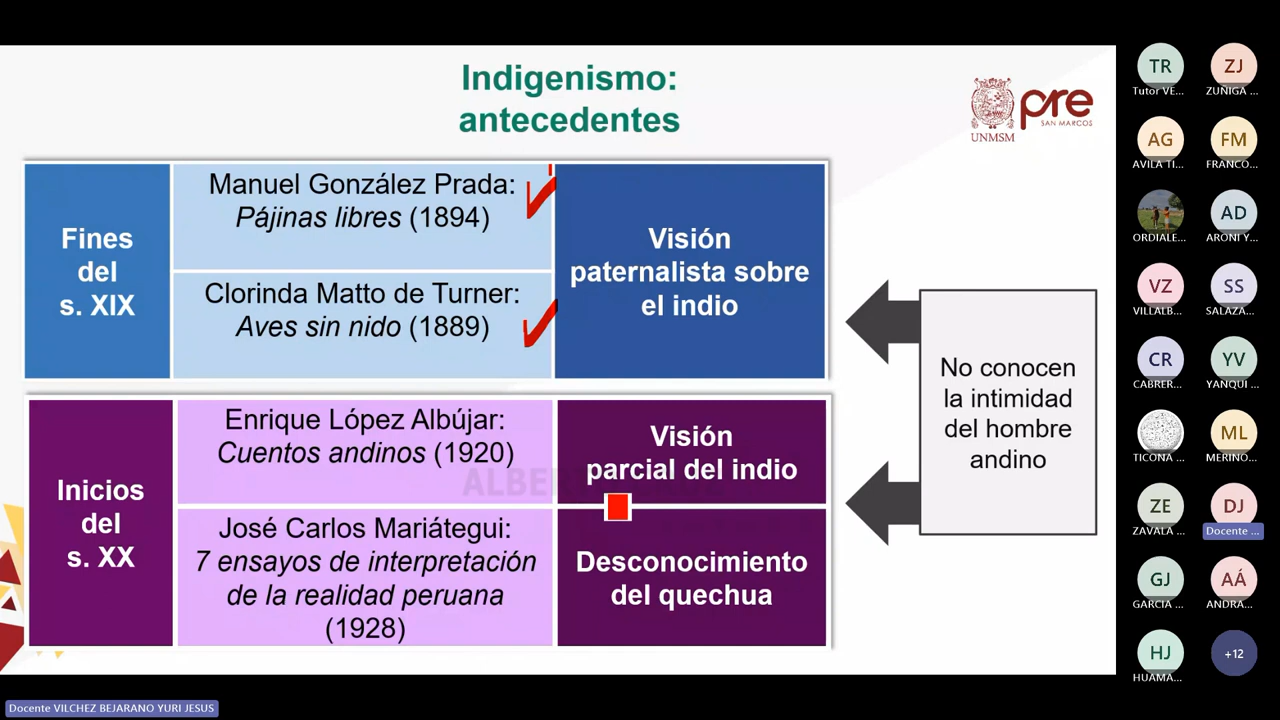 Indigenismo:
antecedentes
UNMSM
pre
SAN MARCOS
Fines
del
s. XIX
Manuel González Prada:
Pájinas libres (1894)
Clorinda Matto de Turner:
Aves sin nido (1889)
Visión
paternalista sobre
el indio
Inicios
del
s. XX
Enrique López Albújar:
Cuentos andinos (1920)
José Carlos Mariátegui:
7 ensayos de interpretación
de la realidad peruana
(1928)
Visión
parcial del indio
Desconocimiento
del quechua
No conocen
la intimidad
del hombre
andino
TR
Tutor VE...
ZJ
ZUÑIGA ...
AG
AVILA TI...
FM
FRANCO...
ORDIALE...
AD
ARONI Y...
VZ
VILLALB...
SS
SALAZA...
CR
CABRER...
YV
YANQUI ...
TICONA ...
ML
MERINO...
ZE
ZAVALA ...
DJ
Docente ...
GJ
GARCIA ...
AÁ
ANDRA...
HJ
HUAMA...
+12
Docente VILCHEZ BEJARANO YURI JESUS